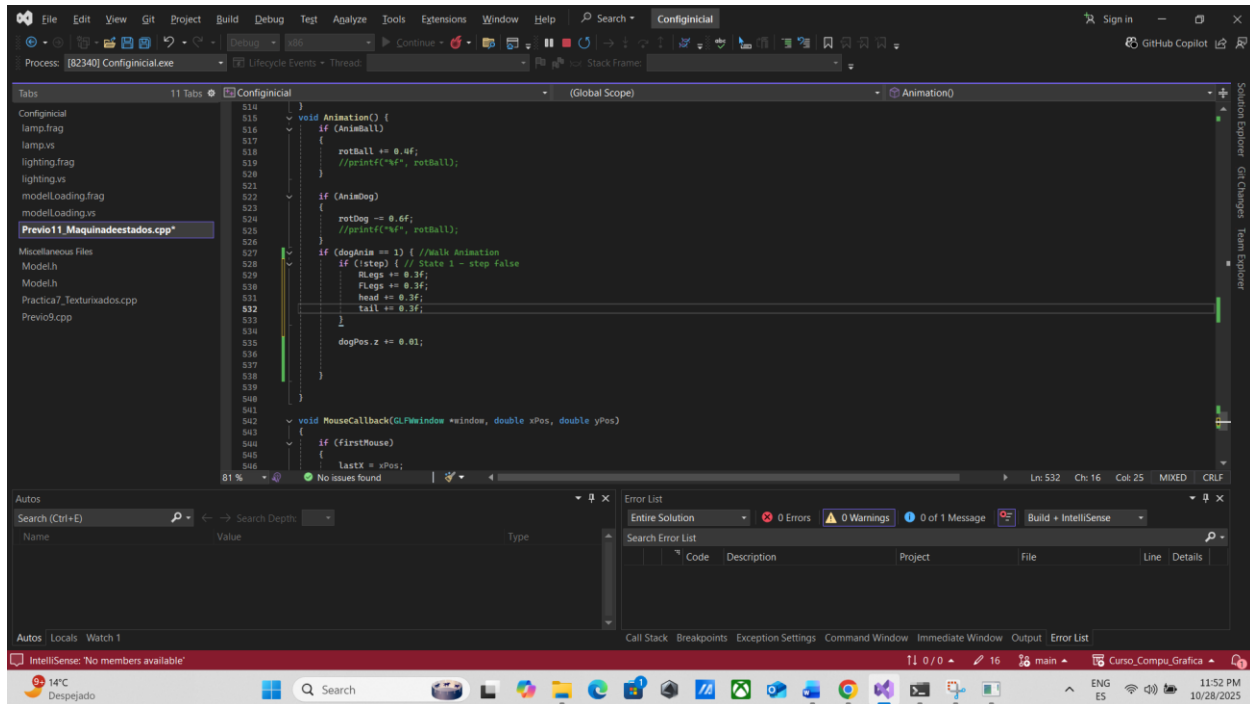 File Edit View Git Project Build Debug Test Analyze Tools Extensions Window Help Search Configinicial Sign in
Debug x86 Continue GitHub Copilot
Process: [82340] Configinicial.exe Lifecycle Events Thread: Stack Frame:
Tabs 11 Tabs
Configinicial
lamp.frag
lamp.vs
lighting.frag
lighting.vs
modelLoading.frag
modelLoading.vs
Previo11_Maquinadeestados.cpp*
Miscellaneous Files
Model.h
Model.h
Practica7_Texturixados.cpp
Previo9.cpp
Configinicial (Global Scope) Animation()
514 }
515 void Animation() {
516 if (AnimBall)
517 {
518 rotBall += 0.4f;
519 //printf("%f", rotBall);
520 }
521
522 if (AnimDog)
523 {
524 rotDog -= 0.6f;
525 //printf("%f", rotBall);
526 }
527 if (dogAnim == 1) { //Walk Animation
528 if (!step) { // State 1 - step false
529 RLegs += 0.3f;
530 FLegs += 0.3f;
531 head += 0.3f;
532 tail += 0.3f;
533 }
534
535 dogPos.z += 0.01;
536
537
538 }
539
540 }
541
542 void MouseCallback(GLFWwindow *window, double xPos, double yPos)
543 {
544 if (firstMouse)
545 {
546 lastX = xPos;
81 % No issues found Ln: 532 Ch: 16 Col: 25 MIXED CRLF
Solution Explorer
Git Changes
Team Explorer
Autos
Search (Ctrl+E) Search Depth:
Name Value Type
Autos Locals Watch 1
Error List
Entire Solution 0 Errors 0 Warnings 0 of 1 Message Build + IntelliSense
Search Error List
Code Description Project File Line Details
Call Stack Breakpoints Exception Settings Command Window Immediate Window Output Error List
IntelliSense: 'No members available' 0 / 0 16 main Curso_Compu_Grafica 1
9+ 14°C
Despejado
Search
ENG
ES
11:52 PM
10/28/2025